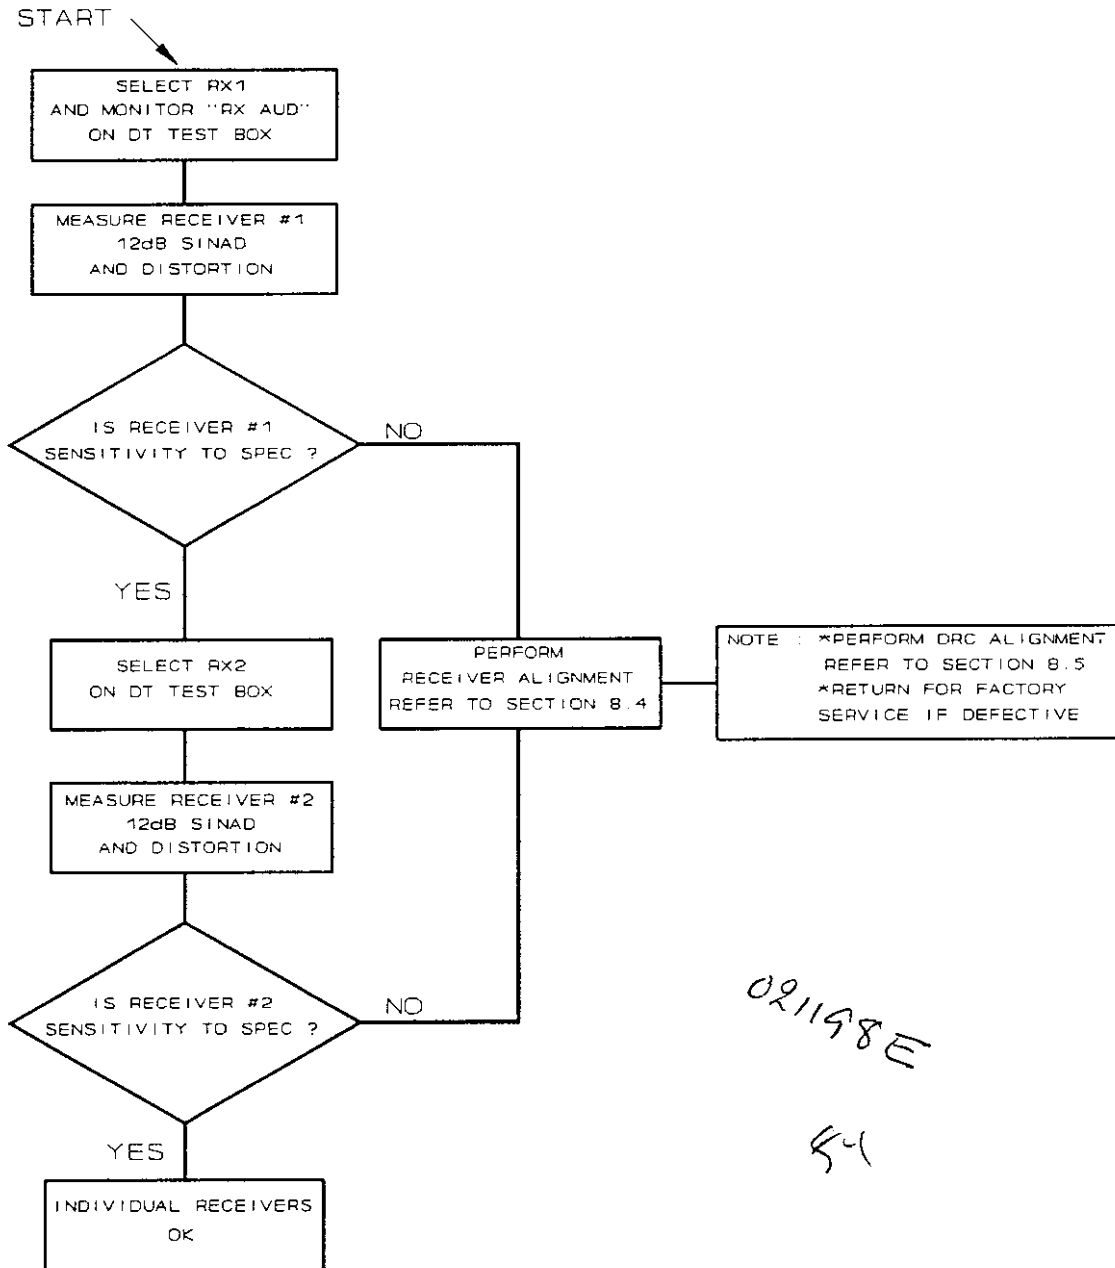 START
SELECT RX1
AND MONITOR "RX AUD"
ON DT TEST BOX
MEASURE RECEIVER #1
12dB SINAD
AND DISTORTION
IS RECEIVER #1
SENSITIVITY TO SPEC ?
NO
YES
SELECT RX2
ON DT TEST BOX
PERFORM
RECEIVER ALIGNMENT
REFER TO SECTION 8.4
NOTE : *PERFORM DRC ALIGNMENT
REFER TO SECTION 8.5
*RETURN FOR FACTORY
SERVICE IF DEFECTIVE
MEASURE RECEIVER #2
12dB SINAD
AND DISTORTION
IS RECEIVER #2
SENSITIVITY TO SPEC ?
NO
YES
INDIVIDUAL RECEIVERS
OK
021198E